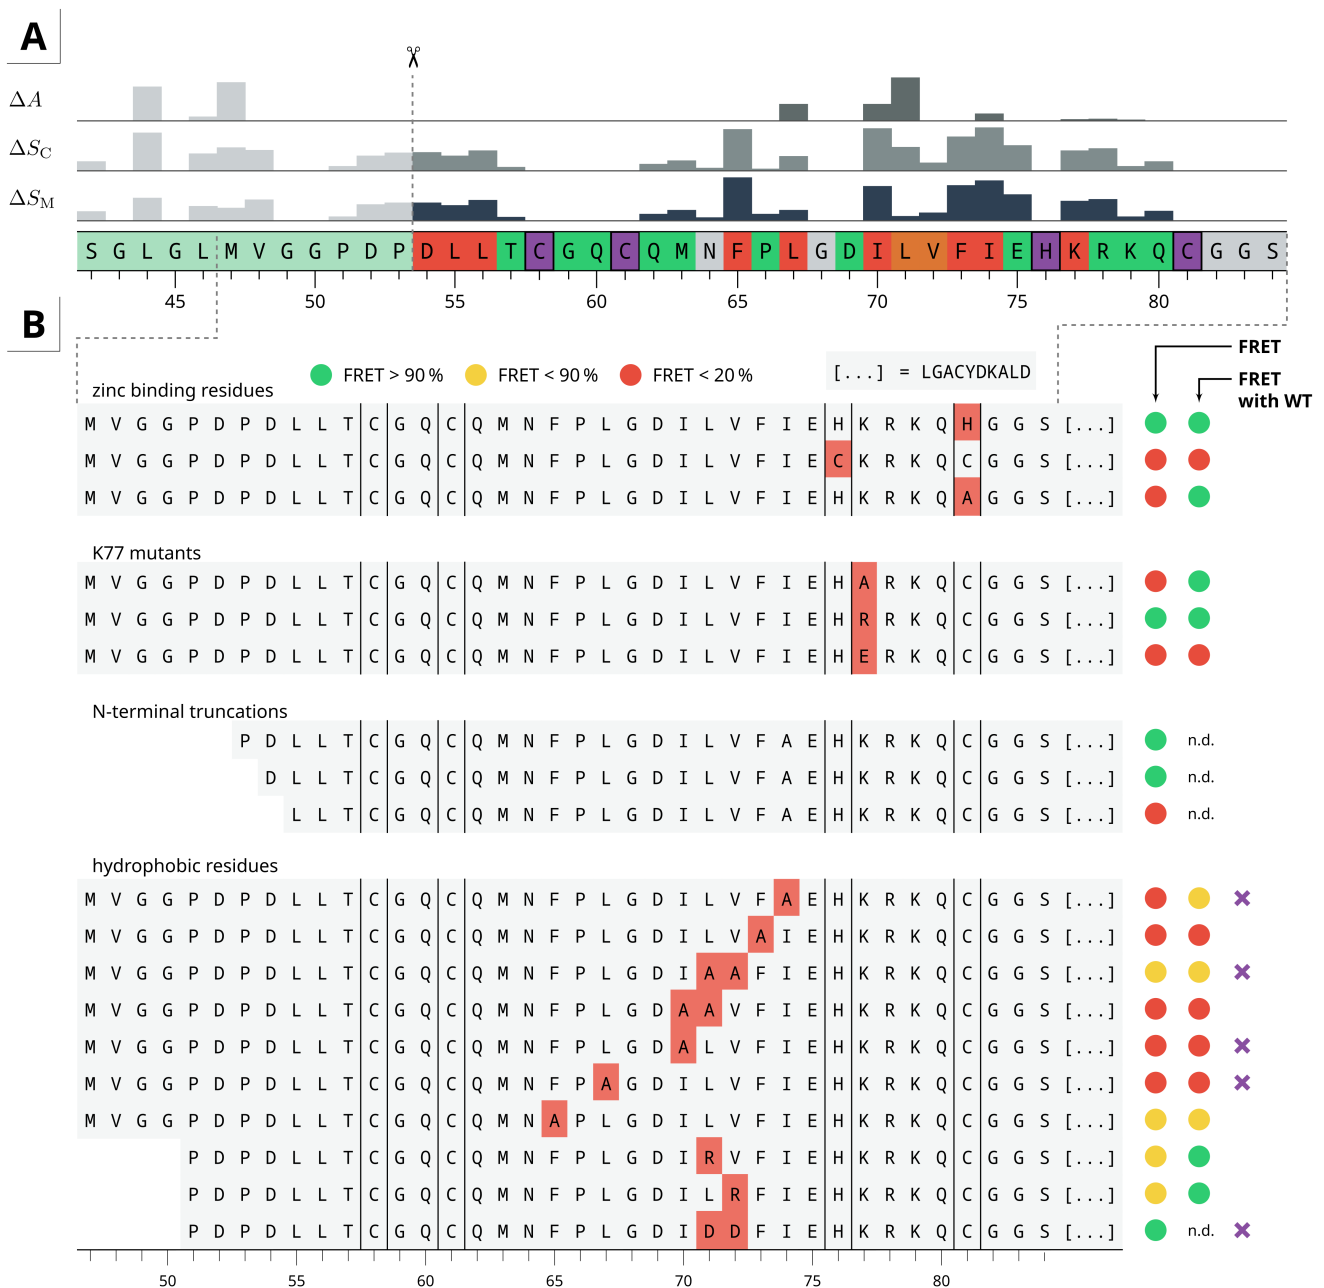 A
ΔA
ΔS_C
ΔS_M
S G L G L M V G G P D P D L L T C G Q C Q M N F P L G D I L V F I E H K R K Q C G G S
45 50 55 60 65 70 75 80
B
FRET
FRET > 90 % FRET < 90 % FRET < 20 %
[...] = LGACYDKALD
FRET
with WT
zinc binding residues
M V G G P D P D L L T C G Q C Q M N F P L G D I L V F I E H K R K Q H G G S [...]
M V G G P D P D L L T C G Q C Q M N F P L G D I L V F I E C K R K Q C G G S [...]
M V G G P D P D L L T C G Q C Q M N F P L G D I L V F I E H K R K Q A G G S [...]
K77 mutants
M V G G P D P D L L T C G Q C Q M N F P L G D I L V F I E H A R K Q C G G S [...]
M V G G P D P D L L T C G Q C Q M N F P L G D I L V F I E H R R K Q C G G S [...]
M V G G P D P D L L T C G Q C Q M N F P L G D I L V F I E H E R K Q C G G S [...]
N-terminal truncations
P D L L T C G Q C Q M N F P L G D I L V F A E H K R K Q C G G S [...] n.d.
D L L T C G Q C Q M N F P L G D I L V F A E H K R K Q C G G S [...] n.d.
L L T C G Q C Q M N F P L G D I L V F A E H K R K Q C G G S [...] n.d.
hydrophobic residues
M V G G P D P D L L T C G Q C Q M N F P L G D I L V F A E H K R K Q C G G S [...]
M V G G P D P D L L T C G Q C Q M N F P L G D I L V A I E H K R K Q C G G S [...]
M V G G P D P D L L T C G Q C Q M N F P L G D I A A F I E H K R K Q C G G S [...]
M V G G P D P D L L T C G Q C Q M N F P L G D A A V F I E H K R K Q C G G S [...]
M V G G P D P D L L T C G Q C Q M N F P L G D A L V F I E H K R K Q C G G S [...]
M V G G P D P D L L T C G Q C Q M N F P A G D I L V F I E H K R K Q C G G S [...]
M V G G P D P D L L T C G Q C Q M N A P L G D I L V F I E H K R K Q C G G S [...]
P D P D L L T C G Q C Q M N F P L G D I R V F I E H K R K Q C G G S [...]
P D P D L L T C G Q C Q M N F P L G D I L R F I E H K R K Q C G G S [...]
P D P D L L T C G Q C Q M N F P L G D I D D F I E H K R K Q C G G S [...] n.d.
50 55 60 65 70 75 80